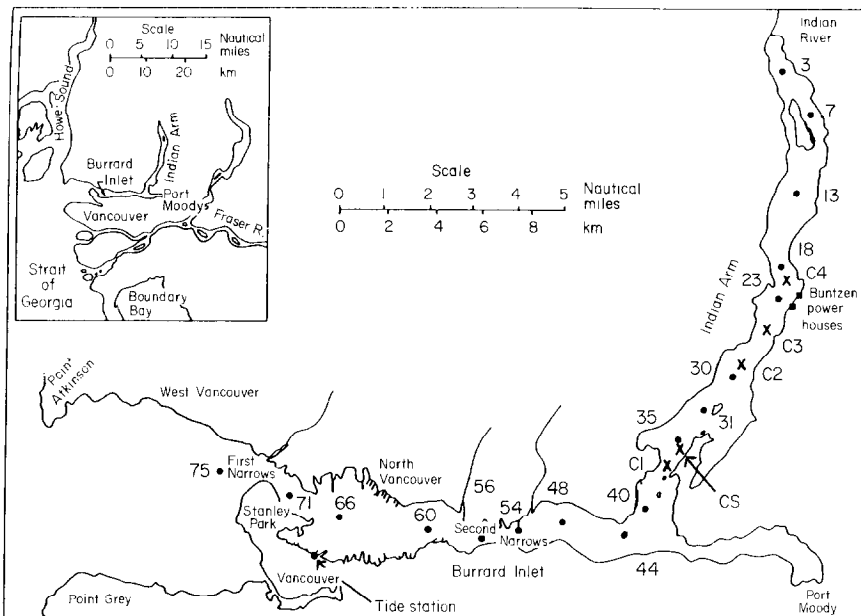 Scale
0 5 10 15 Nautical
miles
0 10 20 km
Howe Sound
Indian Arm
Burrard
Inlet
Port
Moody
Vancouver
Fraser R.
Strait
of
Georgia
Boundary
Bay
Scale
0 1 2 3 4 5 Nautical
miles
0 2 4 6 8 km
Indian
River
3
7
13
18
C4
23
Buntzen
power
houses
Indian Arm
C3
C2
30
31
35
C1
CS
40
Point
Atkinson
West Vancouver
75
First
Narrows
71
Stanley
Park
66
North
Vancouver
60
56
Second
Narrows
54
48
44
Burrard Inlet
Vancouver
Tide station
Point Grey
Port
Moody